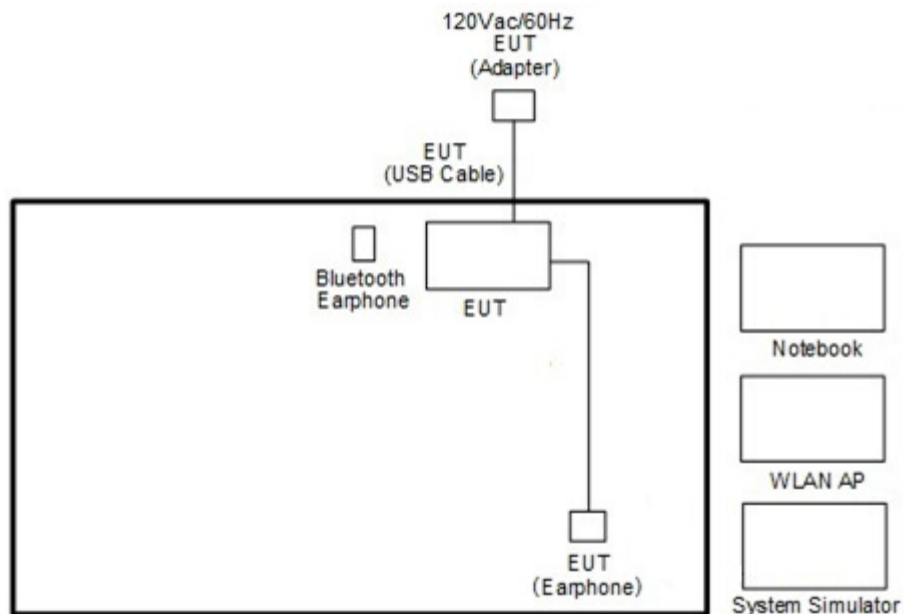 120Vac/60Hz
EUT
(Adapter)
EUT
(USB Cable)
Bluetooth
Earphone
EUT
Notebook
WLAN AP
EUT
(Earphone)
System Simulator